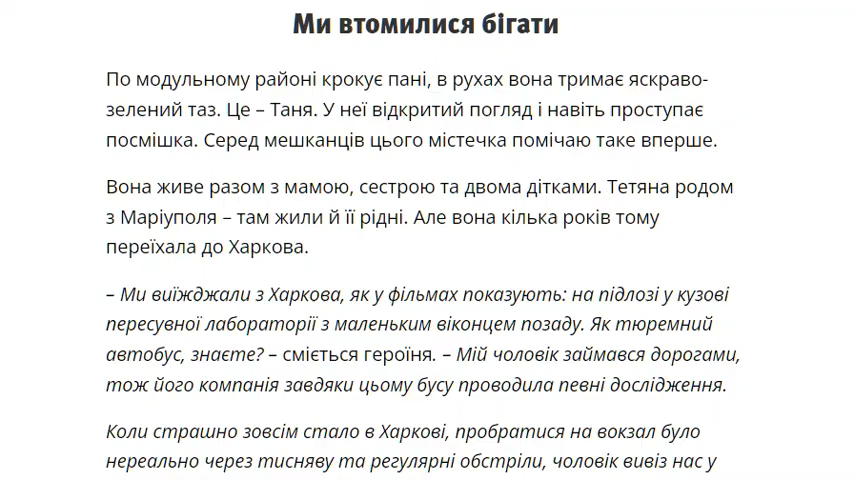 Ми втомилися бігати
По модульному районі крокує пані, в рухах вона тримає яскраво-
зелений таз. Це – Таня. У неї відкритий погляд і навіть проступає
посмішка. Серед мешканців цього містечка помічаю таке вперше.
Вона живе разом з мамою, сестрою та двома дітками. Тетяна родом
з Маріуполя – там жили й її рідні. Але вона кілька років тому
переїхала до Харкова.
– Ми виїжджали з Харкова, як у фільмах показують: на підлозі у кузові
пересувної лабораторії з маленьким віконцем позаду. Як тюремний
автобус, знаєте? – сміється героїня. – Мій чоловік займався дорогами,
тож його компанія завдяки цьому бусу проводила певні дослідження.
Коли страшно зовсім стало в Харкові, пробратися на вокзал було
нереально через тисняву та регулярні обстріли, чоловік вивіз нас у